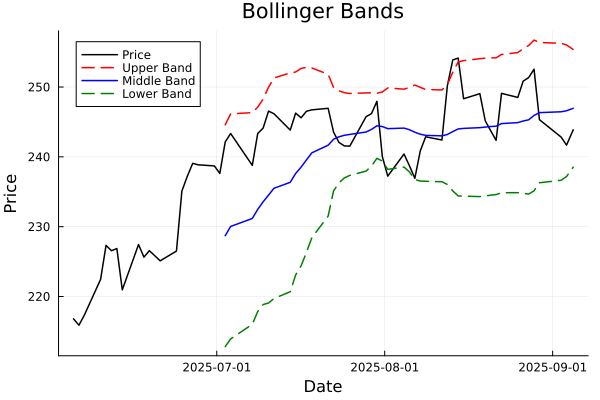 Bollinger Bands
Price
Upper Band
Middle Band
Lower Band
250
240
230
220
Price
2025-07-01
2025-08-01
2025-09-01
Date